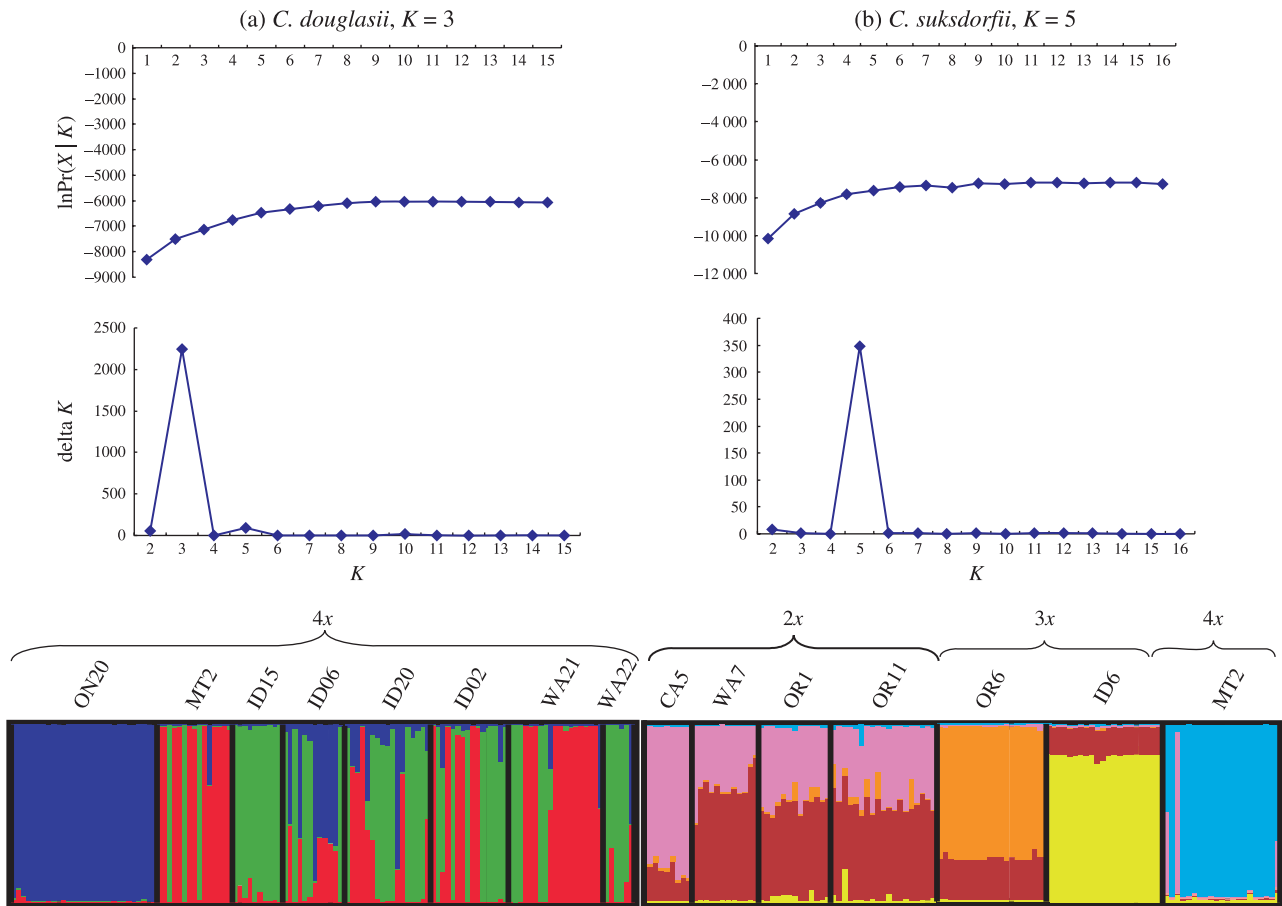 (a) C. douglasii, K = 3
0
−1000
−2000
−3000
−4000
−5000
−6000
−7000
−8000
−9000
lnPr(X | K)
1 2 3 4 5 6 7 8 9 10 11 12 13 14 15
2500
2000
1500
1000
500
0
delta K
2 3 4 5 6 7 8 9 10 11 12 13 14 15
K
(b) C. suksdorfii, K = 5
0
−2 000
−4 000
−6 000
−8 000
−10 000
−12 000
1 2 3 4 5 6 7 8 9 10 11 12 13 14 15 16
400
350
300
250
200
150
100
50
0
2 3 4 5 6 7 8 9 10 11 12 13 14 15 16
K
4x
ON20 MT2 ID15 ID06 ID20 ID02 WA21 WA22
2x 3x 4x
CA5 WA7 OR1 OR11 OR6 ID6 MT2